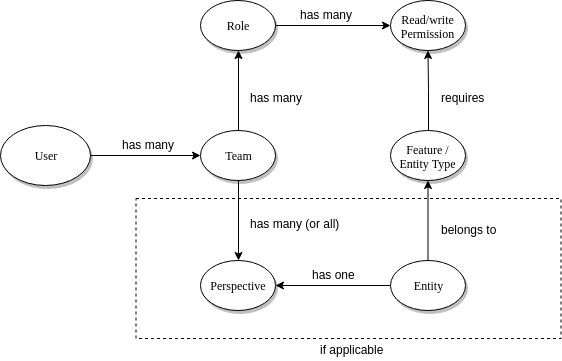 Role
has many
Read/write
Permission
has many
requires
User
has many
Team
Feature /
Entity Type
has many (or all)
belongs to
Perspective
has one
Entity
if applicable